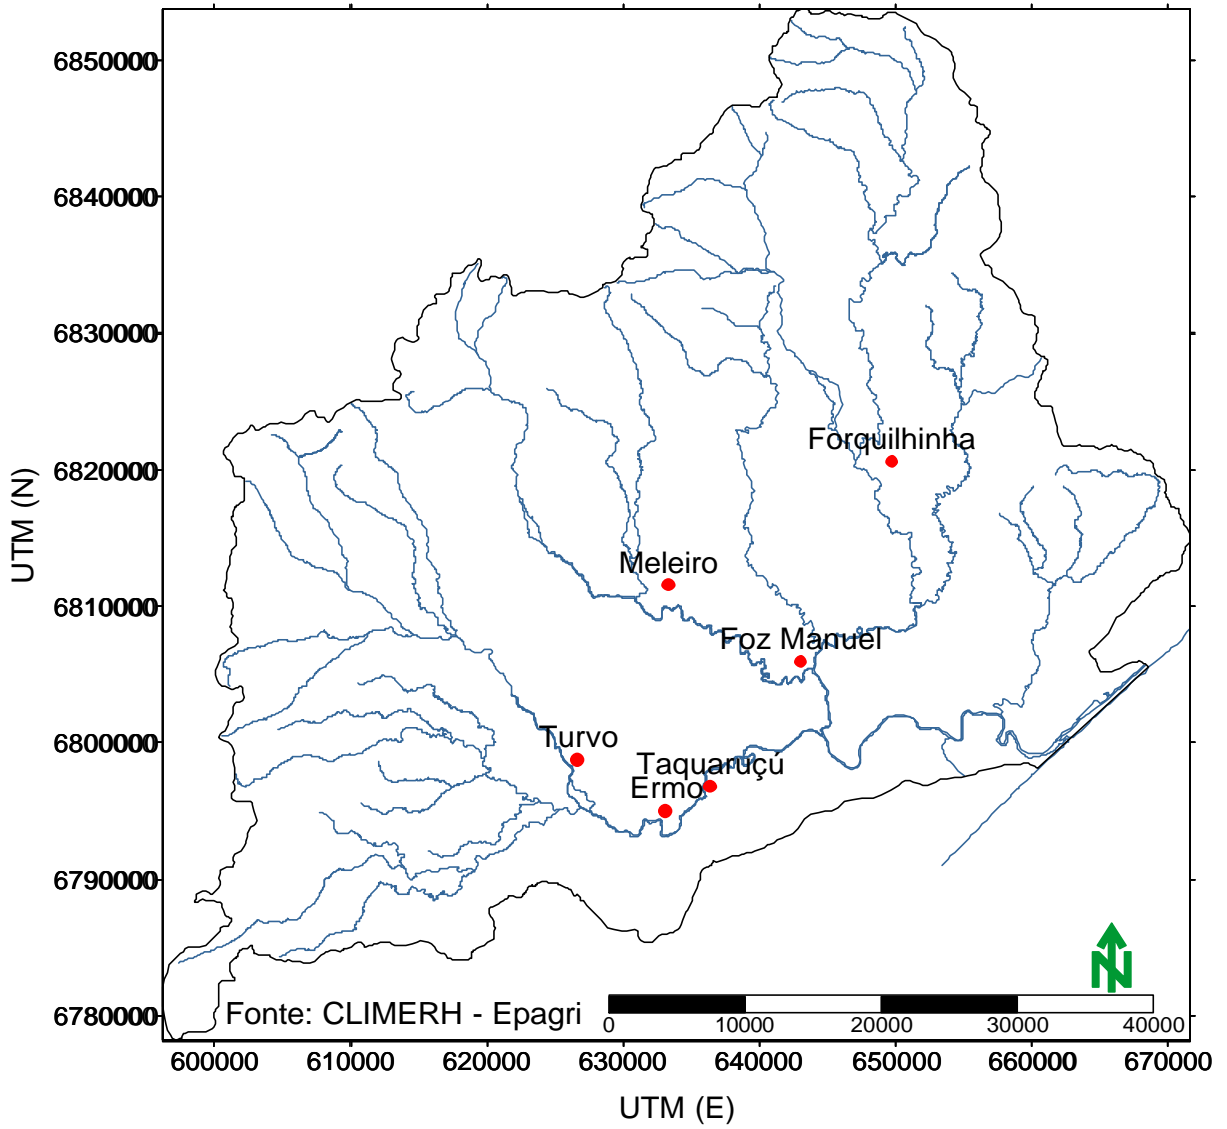 6850000
6840000
6830000
6820000
6810000
6800000
6790000
6780000
UTM (N)
Forquilhinha
Meleiro
Foz Manuel
Turvo
Taquaruçú
Ermo
N
Fonte: CLIMERH - Epagri
0 10000 20000 30000 40000
600000 610000 620000 630000 640000 650000 660000 670000
UTM (E)